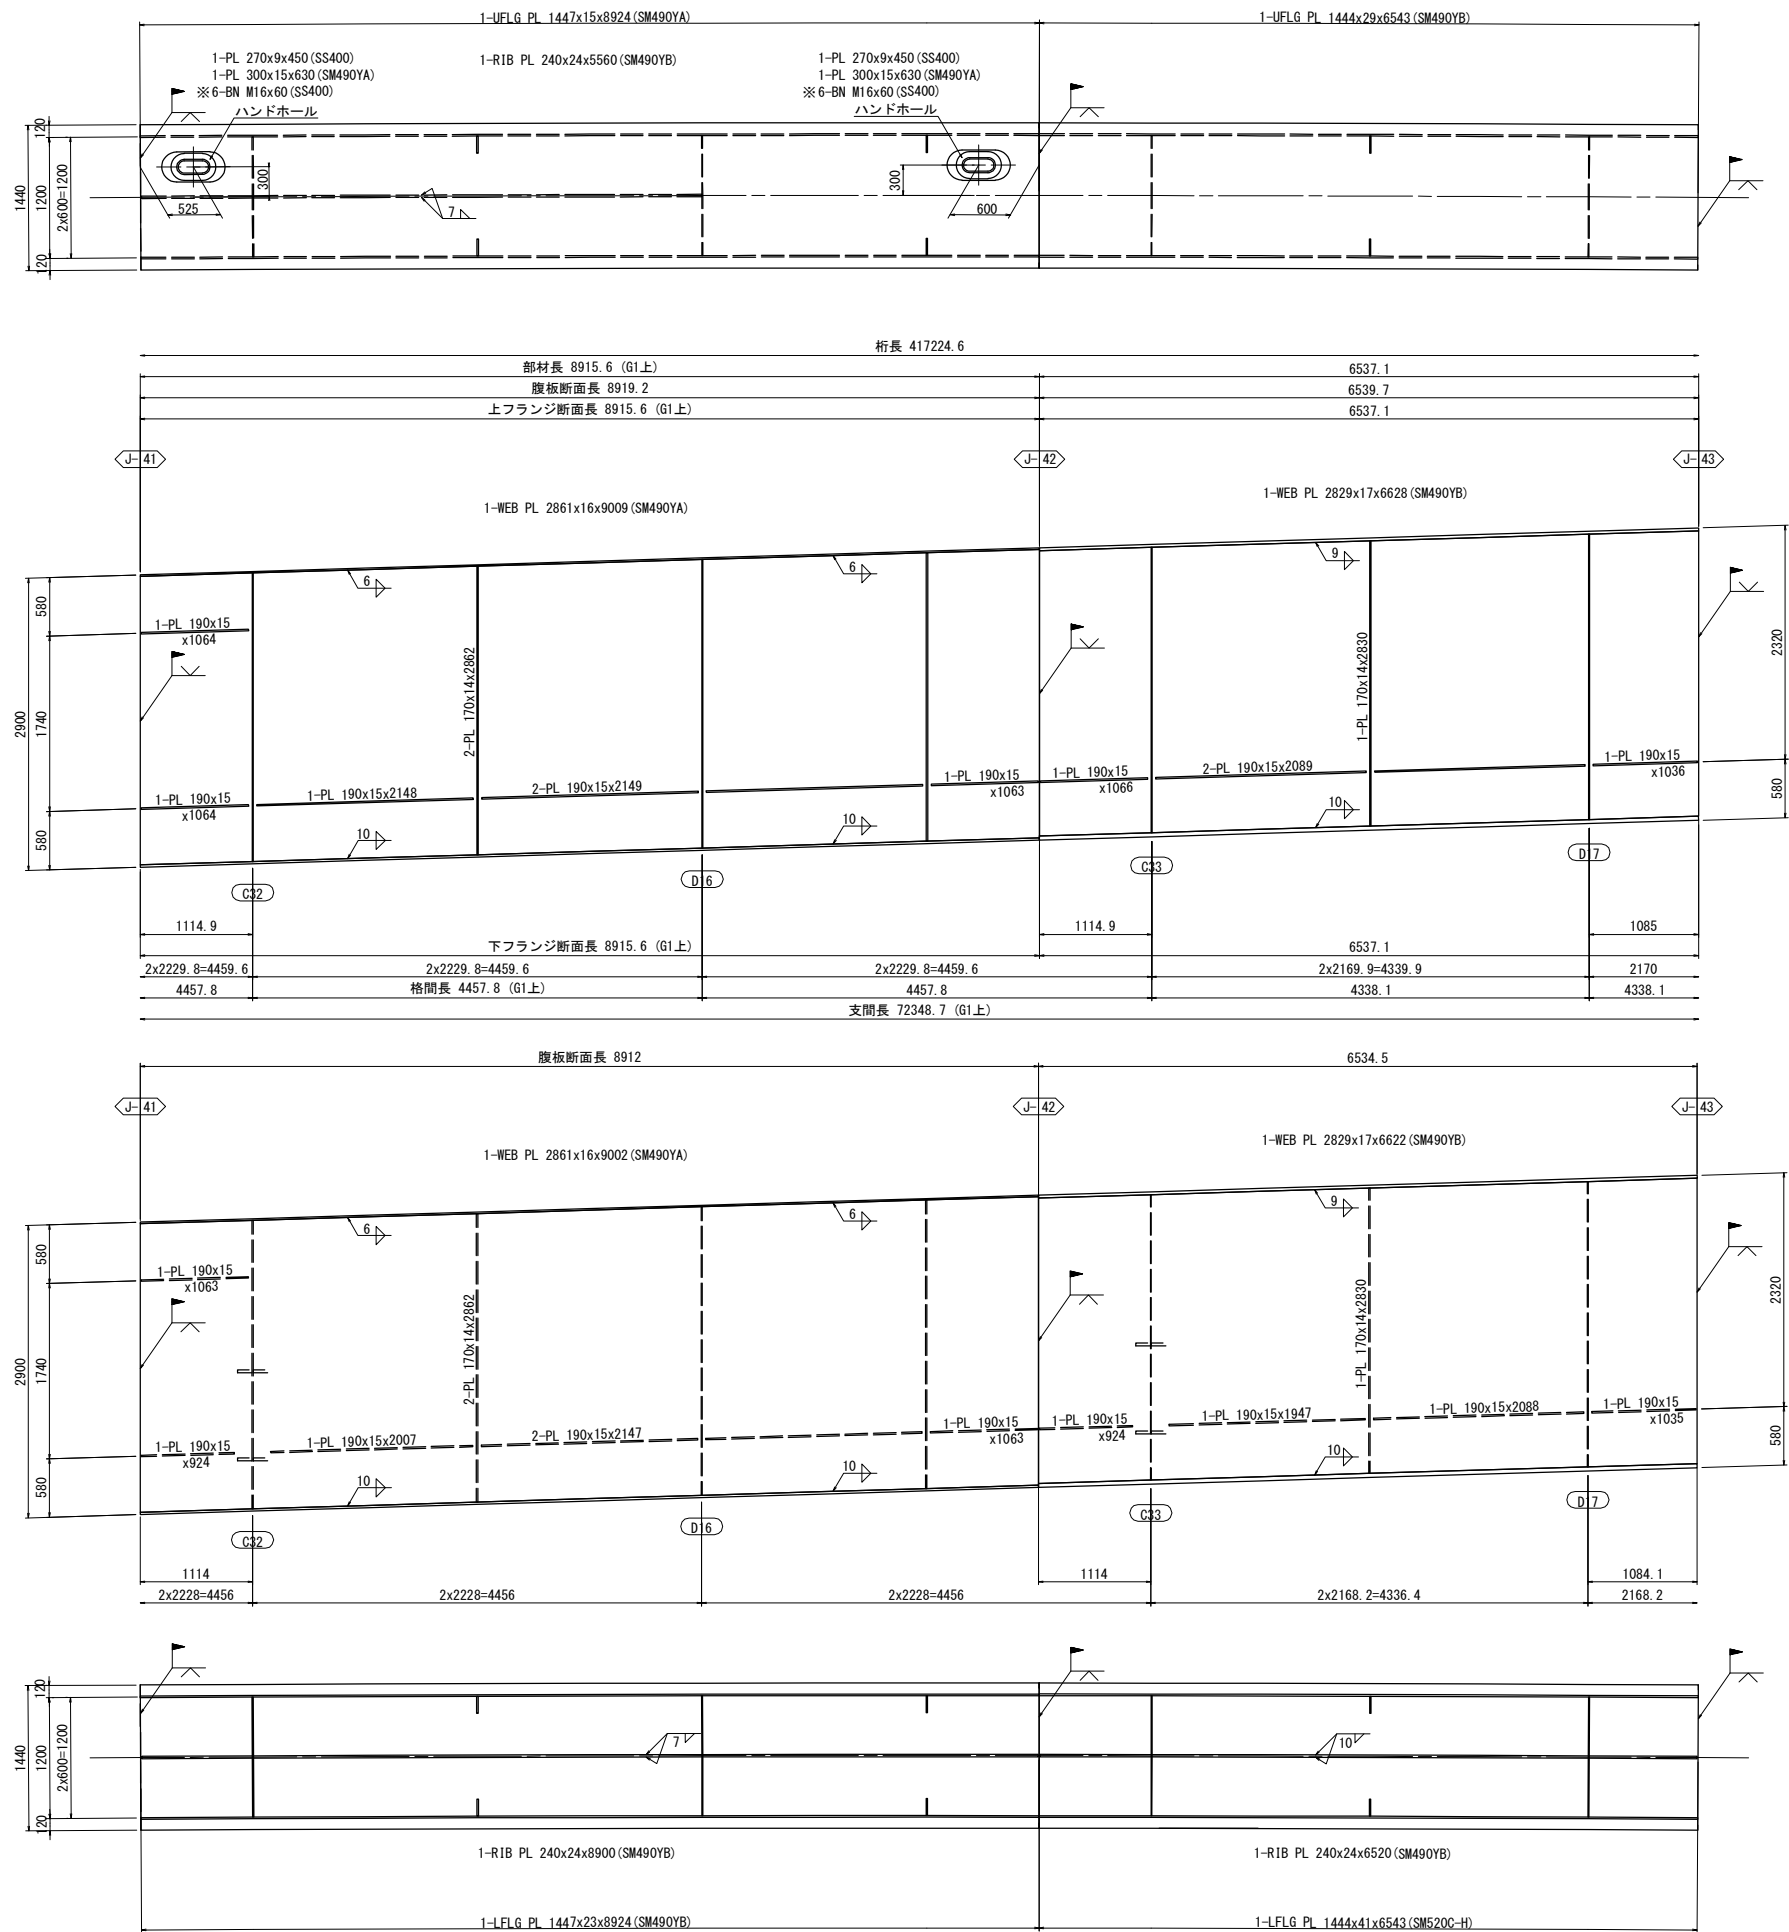 1-UFLG PL 1447x15x8924(SM490YA)
1-UFLG PL 1444x29x6543(SM490YB)
1-PL 270x9x450(SS400)
1-PL 300x15x630(SM490YA)
※6-BN M16x60(SS400)
ハンドホール
1-RIB PL 240x24x5560(SM490YB)
1-PL 270x9x450(SS400)
1-PL 300x15x630(SM490YA)
※6-BN M16x60(SS400)
ハンドホール
120
1440
1200
2x600=1200
120
300
525
7
300
600
桁長 417224.6
部材長 8915.6 (G1上)
6537.1
腹板断面長 8919.2
6539.7
上フランジ断面長 8915.6 (G1上)
6537.1
J-41
J-42
J-43
1-WEB PL 2861x16x9009(SM490YA)
1-WEB PL 2829x17x6628(SM490YB)
6
6
9
580
1740
2900
580
1-PL 190x15
x1064
2-PL 170x14x2862
1-PL 170x14x2830
2320
580
1-PL 190x15
x1064
1-PL 190x15x2148
2-PL 190x15x2149
1-PL 190x15
x1063
1-PL 190x15
x1066
2-PL 190x15x2089
1-PL 190x15
x1036
10
10
10
C32
D16
C33
D17
1114.9
1114.9
1085
下フランジ断面長 8915.6 (G1上)
6537.1
2x2229.8=4459.6
2x2229.8=4459.6
2x2229.8=4459.6
2x2169.9=4339.9
2170
4457.8
格間長 4457.8 (G1上)
4457.8
4338.1
4338.1
支間長 72348.7 (G1上)
腹板断面長 8912
6534.5
J-41
J-42
J-43
1-WEB PL 2861x16x9002(SM490YA)
1-WEB PL 2829x17x6622(SM490YB)
6
6
9
580
1740
2900
580
1-PL 190x15
x1063
2-PL 170x14x2862
1-PL 170x14x2830
2320
580
1-PL 190x15
x924
1-PL 190x15x2007
2-PL 190x15x2147
1-PL 190x15
x1063
1-PL 190x15
x924
1-PL 190x15x1947
1-PL 190x15x2088
1-PL 190x15
x1035
10
10
10
C32
D16
C33
D17
1114
1114
1084.1
2x2228=4456
2x2228=4456
2x2228=4456
2x2168.2=4336.4
2168.2
120
1440
1200
2x600=1200
120
7
10
1-RIB PL 240x24x8900(SM490YB)
1-RIB PL 240x24x6520(SM490YB)
1-LFLG PL 1447x23x8924(SM490YB)
1-LFLG PL 1444x41x6543(SM520C-H)